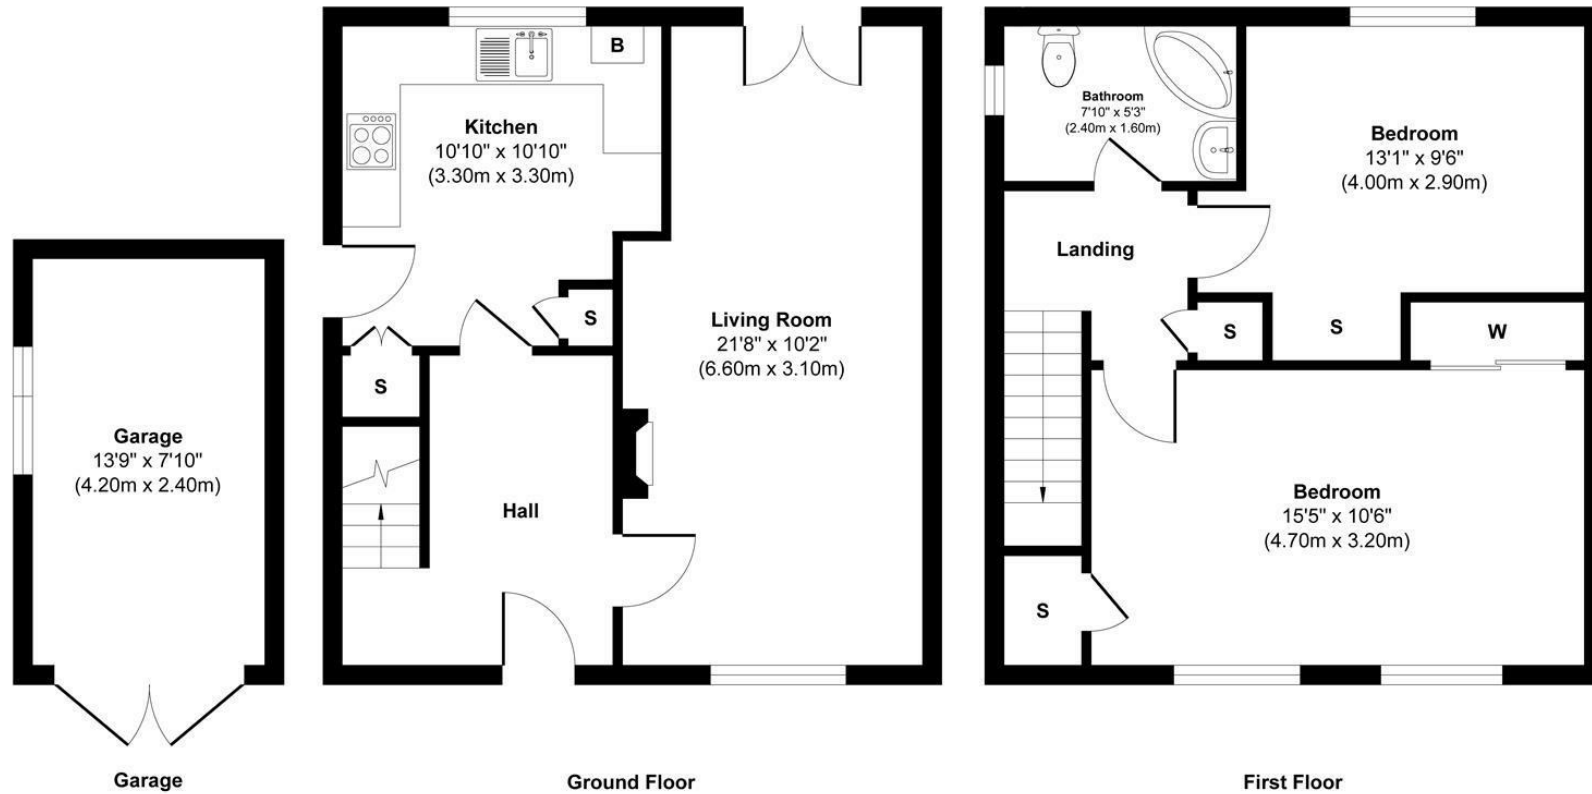 Garage
13'9" x 7'10"
(4.20m x 2.40m)
Garage
B
Kitchen
10'10" x 10'10"
(3.30m x 3.30m)
S
S
Living Room
21'8" x 10'2"
(6.60m x 3.10m)
Hall
Ground Floor
Bathroom
7'10" x 5'3"
(2.40m x 1.60m)
Bedroom
13'1" x 9'6"
(4.00m x 2.90m)
Landing
S
S
W
Bedroom
15'5" x 10'6"
(4.70m x 3.20m)
S
First Floor